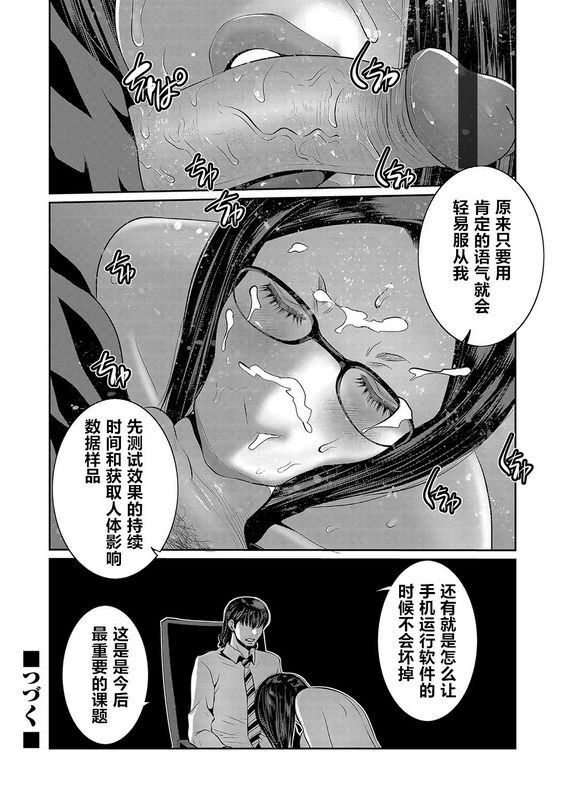 原来只要用
肯定的语气就会
轻易服从我
先测试效果的持续
时间和获取人体影响
数据样品
还有就是怎么让
手机运行软件的
时候不会坏掉
这是是今后
最重要的课题
■つづく■